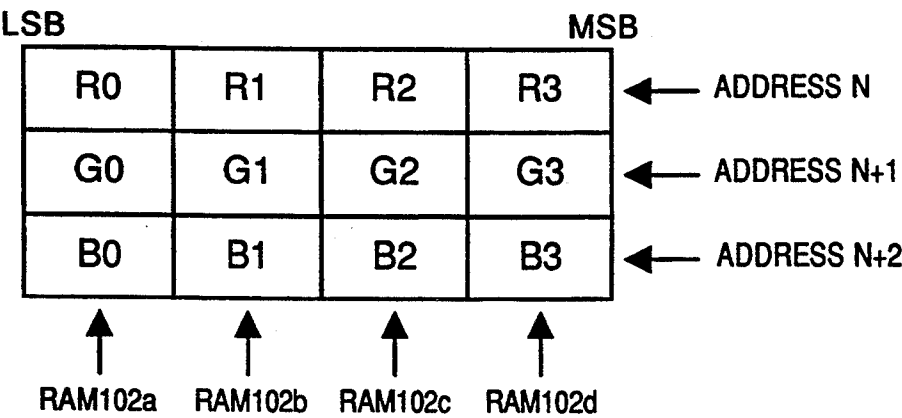 LSB MSB
R0 R1 R2 R3 ADDRESS N
G0 G1 G2 G3 ADDRESS N+1
B0 B1 B2 B3 ADDRESS N+2
RAM102a RAM102b RAM102c RAM102d